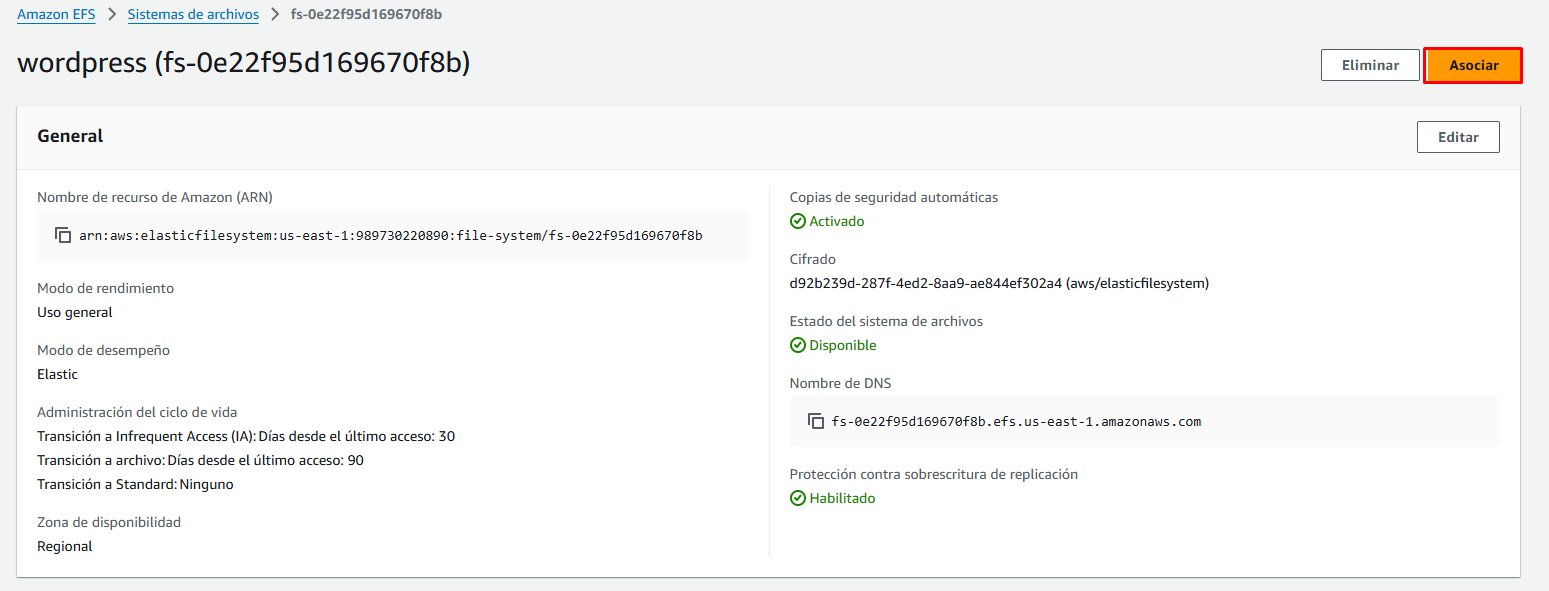 Amazon EFS > Sistemas de archivos > fs-0e22f95d169670f8b
wordpress (fs-0e22f95d169670f8b)
Eliminar
Asociar
General
Editar
Nombre de recurso de Amazon (ARN)
arn:aws:elasticfilesystem:us-east-1:989730220890:file-system/fs-0e22f95d169670f8b
Modo de rendimiento
Uso general
Modo de desempeño
Elastic
Administración del ciclo de vida
Transición a Infrequent Access (IA): Días desde el último acceso: 30
Transición a archivo: Días desde el último acceso: 90
Transición a Standard: Ninguno
Zona de disponibilidad
Regional
Copias de seguridad automáticas
Activado
Cifrado
d92b239d-287f-4ed2-8aa9-ae844ef302a4 (aws/elasticfilesystem)
Estado del sistema de archivos
Disponible
Nombre de DNS
fs-0e22f95d169670f8b.efs.us-east-1.amazonaws.com
Protección contra sobrescritura de replicación
Habilitado